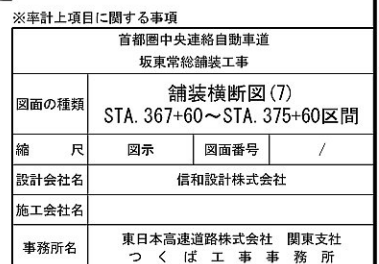 ※率計上項目に関する事項
首都圏中央連絡自動車道
坂東常総舗装工事
図面の種類 舗装横断図(7)
STA. 367+60～STA. 375+60区間
縮 尺 図示 図面番号 /
設計会社名 信和設計株式会社
施工会社名
事務所名 東日本高速道路株式会社 関東支社
つ く ば 工 事 事 務 所